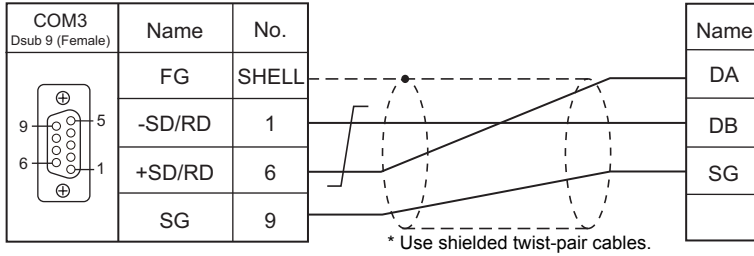 COM3
Dsub 9 (Female)
Name
No.
Name
FG
SHELL
DA
-SD/RD
1
DB
+SD/RD
6
SG
SG
9
9
5
6
1
* Use shielded twist-pair cables.